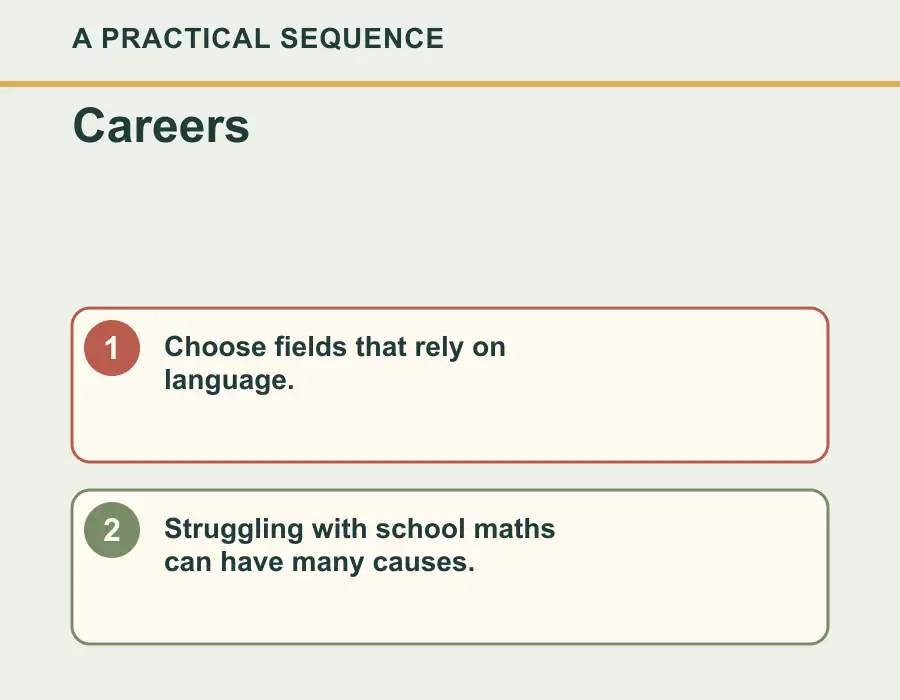 A PRACTICAL SEQUENCE
Careers
1
Choose fields that rely on
language.
2
Struggling with school maths
can have many causes.